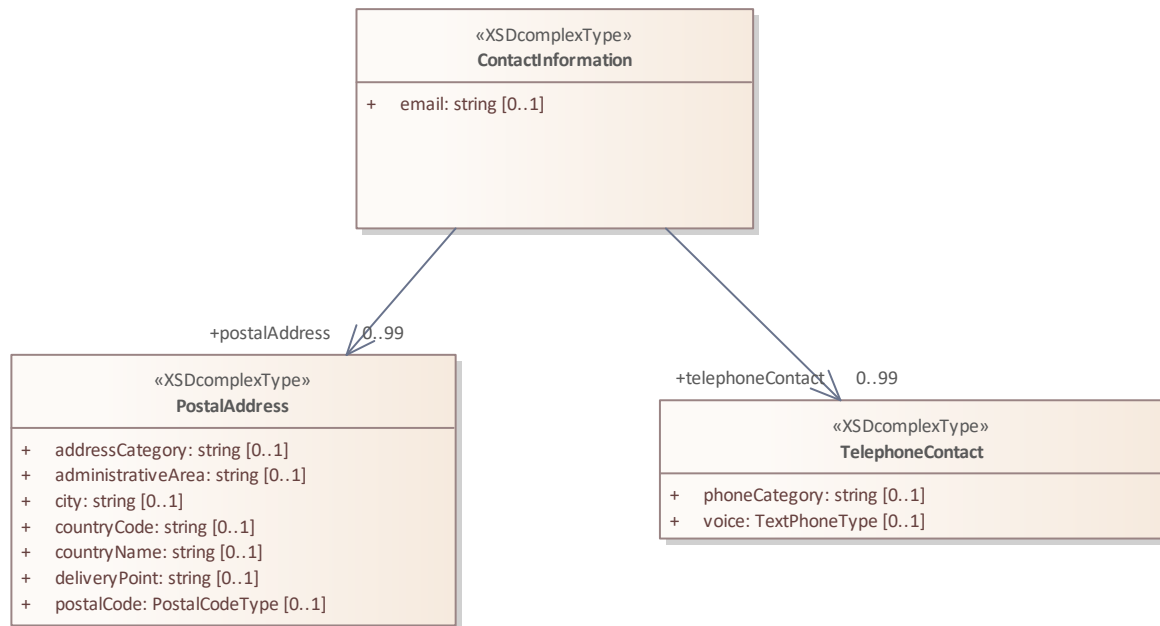 «XSDcomplexType»
ContactInformation
+ email: string [0..1]
+postalAddress 0..99
+telephoneContact 0..99
«XSDcomplexType»
PostalAddress
+ addressCategory: string [0..1]
+ administrativeArea: string [0..1]
+ city: string [0..1]
+ countryCode: string [0..1]
+ countryName: string [0..1]
+ deliveryPoint: string [0..1]
+ postalCode: PostalCodeType [0..1]
«XSDcomplexType»
TelephoneContact
+ phoneCategory: string [0..1]
+ voice: TextPhoneType [0..1]